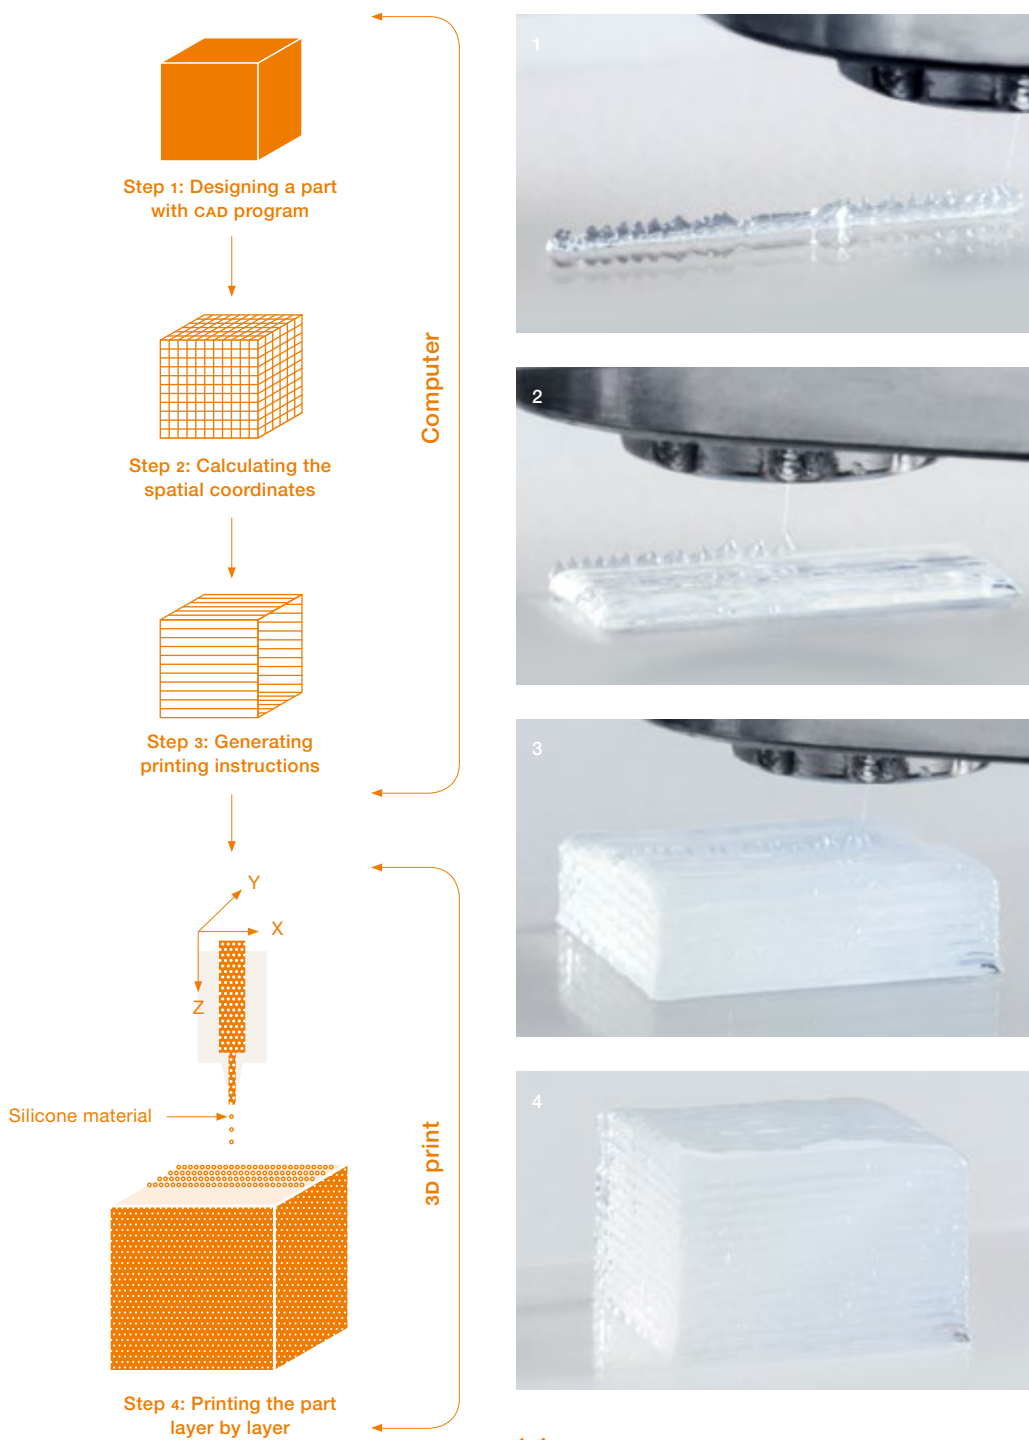 Step 1: Designing a part
with CAD program
Step 2: Calculating the
spatial coordinates
Step 3: Generating
printing instructions
Computer
Y
X
Z
Silicone material
3D print
Step 4: Printing the part
layer by layer
1
2
3
4